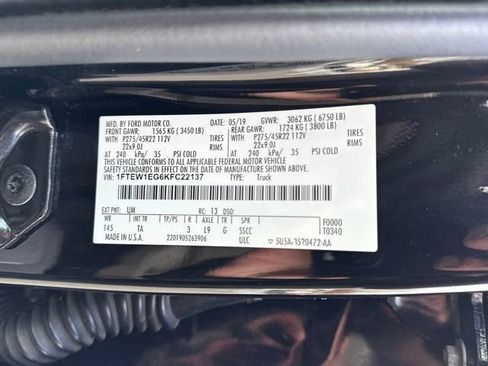 MFD. BY FORD MOTOR CO.
DATE: 05/19 GVWR: 3062 KG ( 6750 LB)
FRONT GAWR: 1565 KG ( 3450 LB) REAR GAWR: 1724 KG ( 3800 LB)
WITH P275/45R22 112V TIRES WITH P275/45R22 112V TIRES
22x9.0J RIMS 22x9.0J RIMS
AT 240 kPa/ 35 PSI COLD AT 240 kPa/ 35 PSI COLD
THIS VEHICLE CONFORMS TO ALL APPLICABLE FEDERAL MOTOR VEHICLE
SAFETY STANDARDS IN EFFECT ON THE DATE OF MANUFACTURE SHOWN ABOVE.
VIN: 1FTEW1EG6KFC22137 TYPE: Truck
EXT PNT: UM RC: 13 DSO: F0000
WB INT TR TP/PS R AXLE TR SPR T0340
145 TA 3 L9 G SSCC
MADE IN U.S.A. 2201905263906 ULC